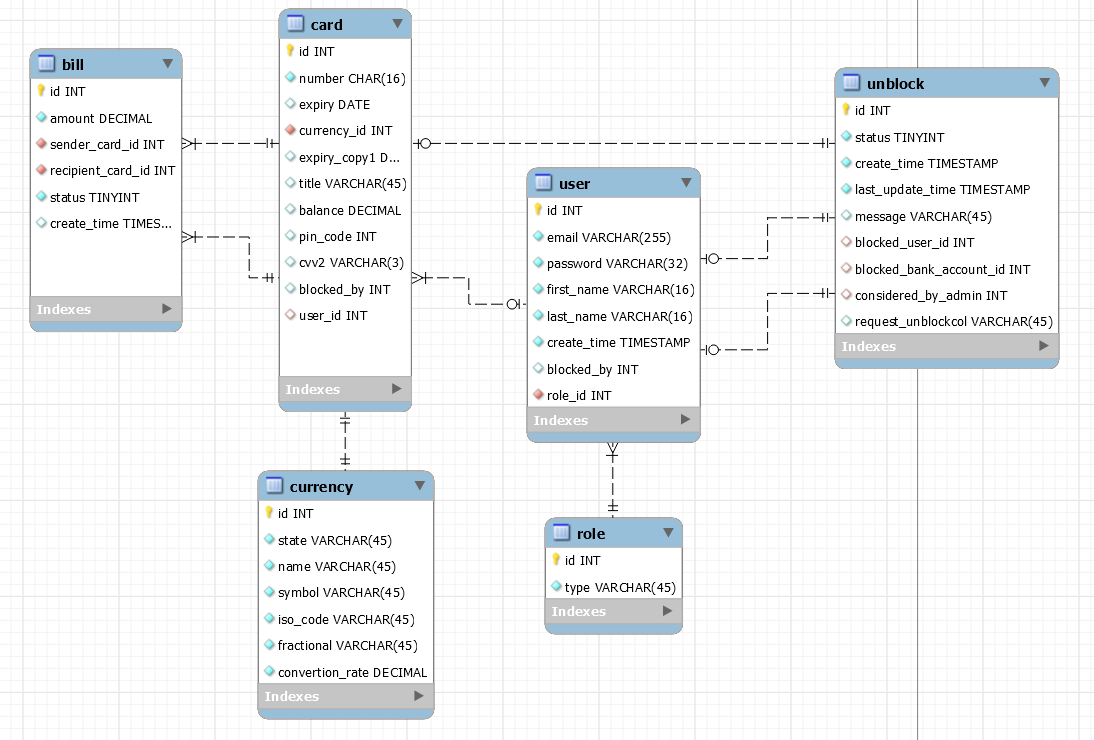 bill
id INT
amount DECIMAL
sender_card_id INT
recipient_card_id INT
status TINYINT
create_time TIMES...
Indexes
card
id INT
number CHAR(16)
expiry DATE
currency_id INT
expiry_copy1 D...
title VARCHAR(45)
balance DECIMAL
pin_code INT
cvv2 VARCHAR(3)
blocked_by INT
user_id INT
Indexes
user
id INT
email VARCHAR(255)
password VARCHAR(32)
first_name VARCHAR(16)
last_name VARCHAR(16)
create_time TIMESTAMP
blocked_by INT
role_id INT
Indexes
unblock
id INT
status TINYINT
create_time TIMESTAMP
last_update_time TIMESTAMP
message VARCHAR(45)
blocked_user_id INT
blocked_bank_account_id INT
considered_by_admin INT
request_unblockcol VARCHAR(45)
Indexes
currency
id INT
state VARCHAR(45)
name VARCHAR(45)
symbol VARCHAR(45)
iso_code VARCHAR(45)
fractional VARCHAR(45)
convertion_rate DECIMAL
Indexes
role
id INT
type VARCHAR(45)
Indexes